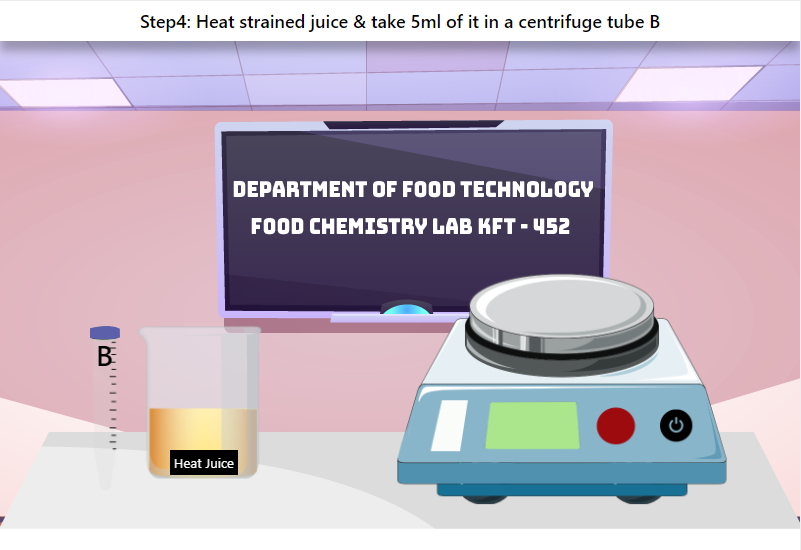 Step4: Heat strained juice & take 5ml of it in a centrifuge tube B
DEPARTMENT OF FOOD TECHNOLOGY
FOOD CHEMISTRY LAB KFT - 452
B
Heat Juice